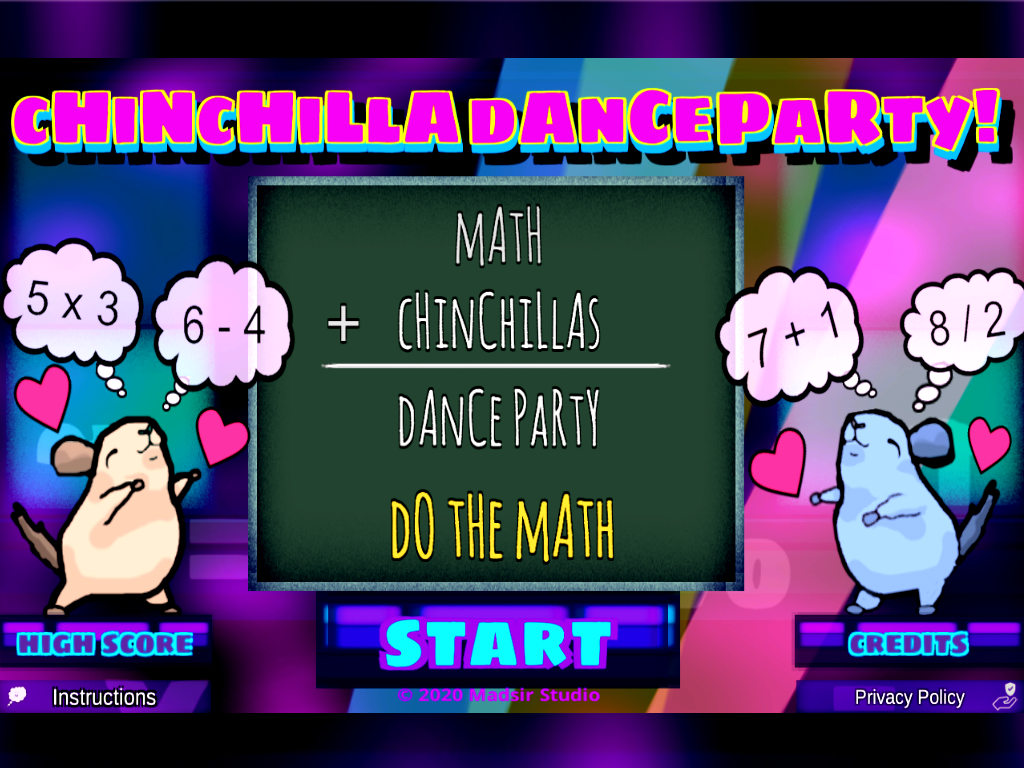 CHINCHILLA DANCE PARTY!
MATH
+ CHINCHILLAS
DANCE PARTY
DO THE MATH
5 x 3
6 - 4
7 + 1
8 / 2
HIGH SCORE
START
CREDITS
Instructions
© 2020 Madsir Studio
Privacy Policy